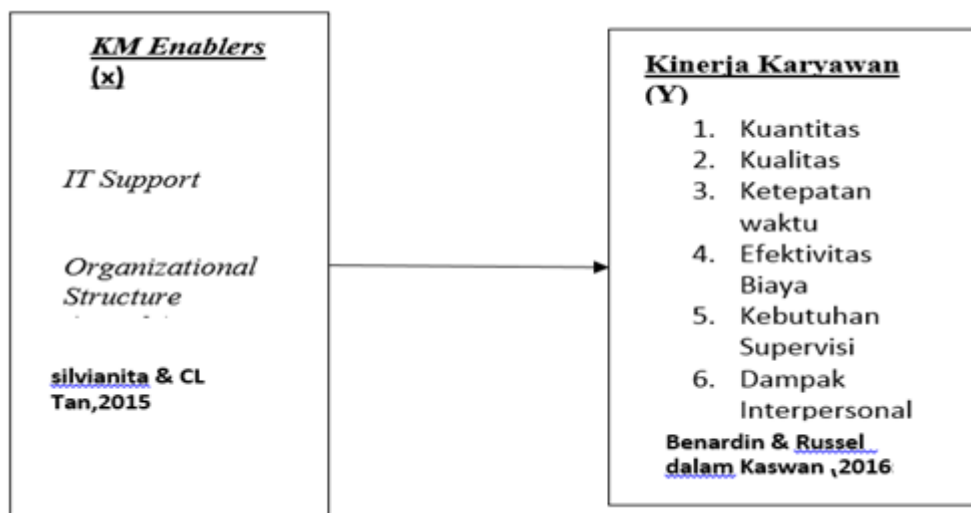 KM Enablers
(x)
IT Support
Organizational
Structure
silvianita & CL
Tan,2015
Kinerja Karyawan
(Y)
1. Kuantitas
2. Kualitas
3. Ketepatan
waktu
4. Efektivitas
Biaya
5. Kebutuhan
Supervisi
6. Dampak
Interpersonal
Benardin & Russel
dalam Kaswan ,2016